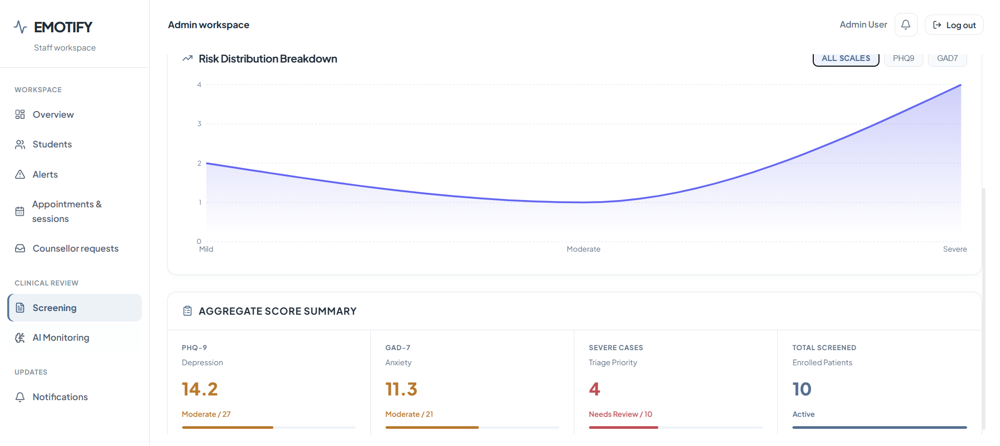 EMOTIFY
Staff workspace
WORKSPACE
Overview
Students
Alerts
Appointments &
sessions
Counsellor requests
CLINICAL REVIEW
Screening
AI Monitoring
UPDATES
Notifications
Admin workspace
Admin User
Log out
Risk Distribution Breakdown
ALL SCALES
PHQ9
GAD7
4
3
2
1
0
Mild
Moderate
Severe
AGGREGATE SCORE SUMMARY
PHQ-9
Depression
14.2
Moderate / 27
GAD-7
Anxiety
11.3
Moderate / 21
SEVERE CASES
Triage Priority
4
Needs Review / 10
TOTAL SCREENED
Enrolled Patients
10
Active